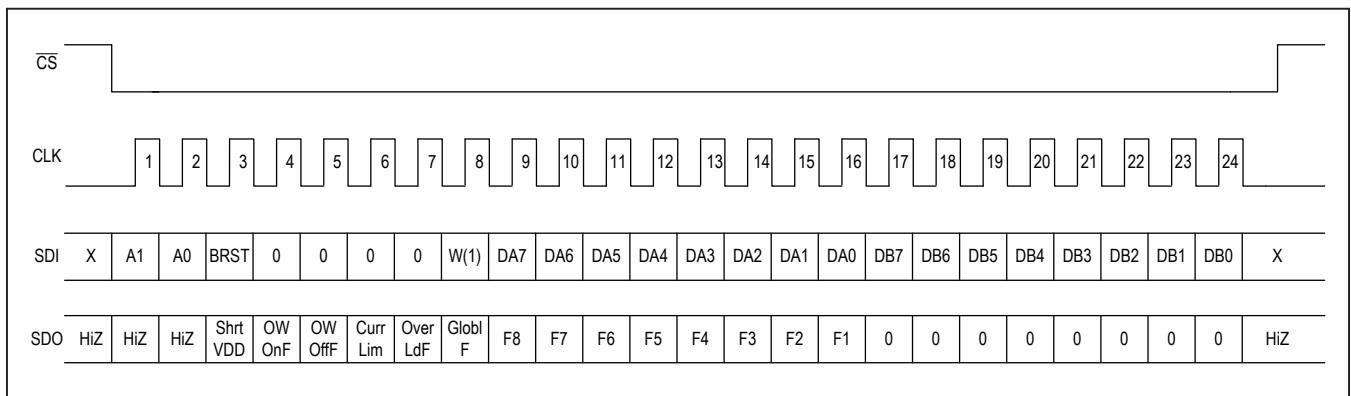 CS
CLK 1 2 3 4 5 6 7 8 9 10 11 12 13 14 15 16 17 18 19 20 21 22 23 24
SDI X A1 A0 BRST 0 0 0 0 W(1) DA7 DA6 DA5 DA4 DA3 DA2 DA1 DA0 DB7 DB6 DB5 DB4 DB3 DB2 DB1 DB0 X
SDO HiZ HiZ HiZ Shrt VDD OW OnF OW OffF Curr Lim Over LdF Globl F F8 F7 F6 F5 F4 F3 F2 F1 0 0 0 0 0 0 0 0 HiZ